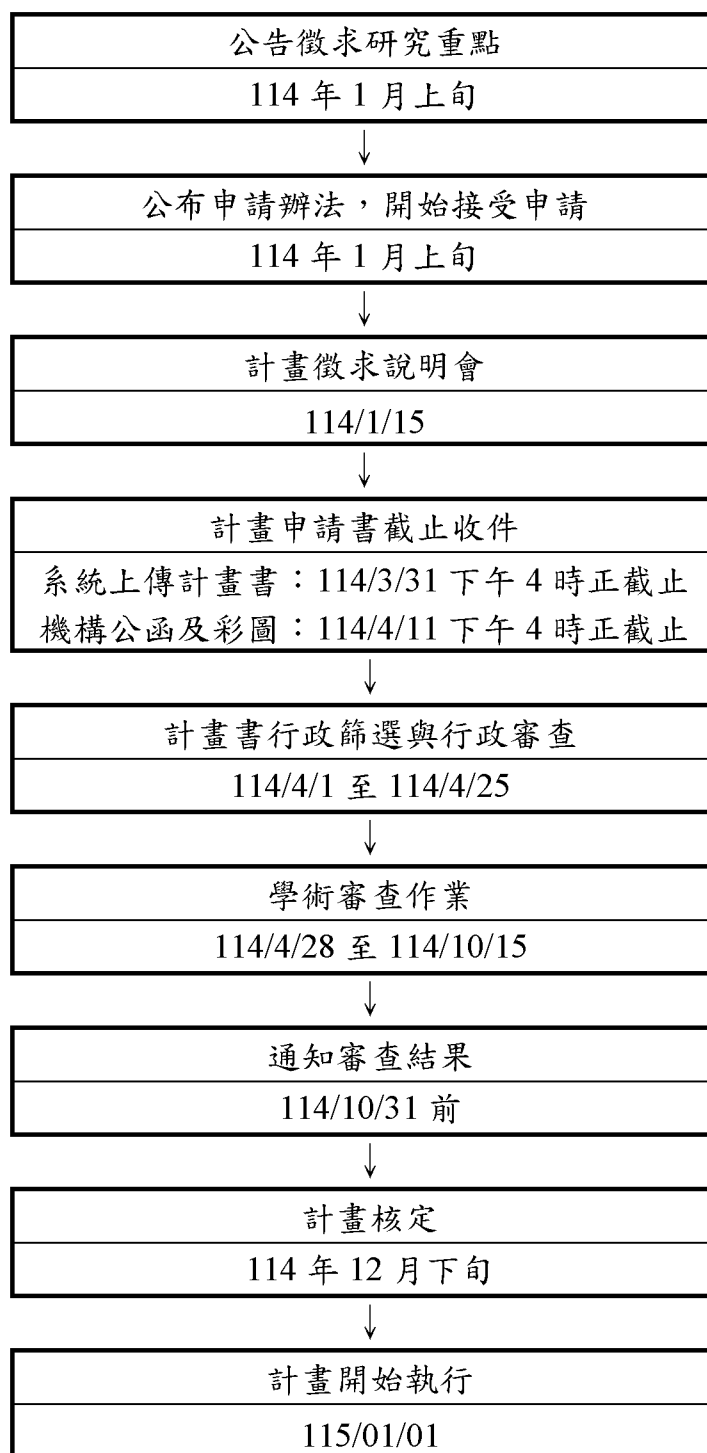 公告徵求研究重點
114 年 1 月上旬
↓
公布申請辦法，開始接受申請
114 年 1 月上旬
↓
計畫徵求說明會
114/1/15
↓
計畫申請書截止收件
系統上傳計畫書：114/3/31 下午 4 時正截止
機構公函及彩圖：114/4/11 下午 4 時正截止
↓
計畫書行政篩選與行政審查
114/4/1 至 114/4/25
↓
學術審查作業
114/4/28 至 114/10/15
↓
通知審查結果
114/10/31 前
↓
計畫核定
114 年 12 月下旬
↓
計畫開始執行
115/01/01